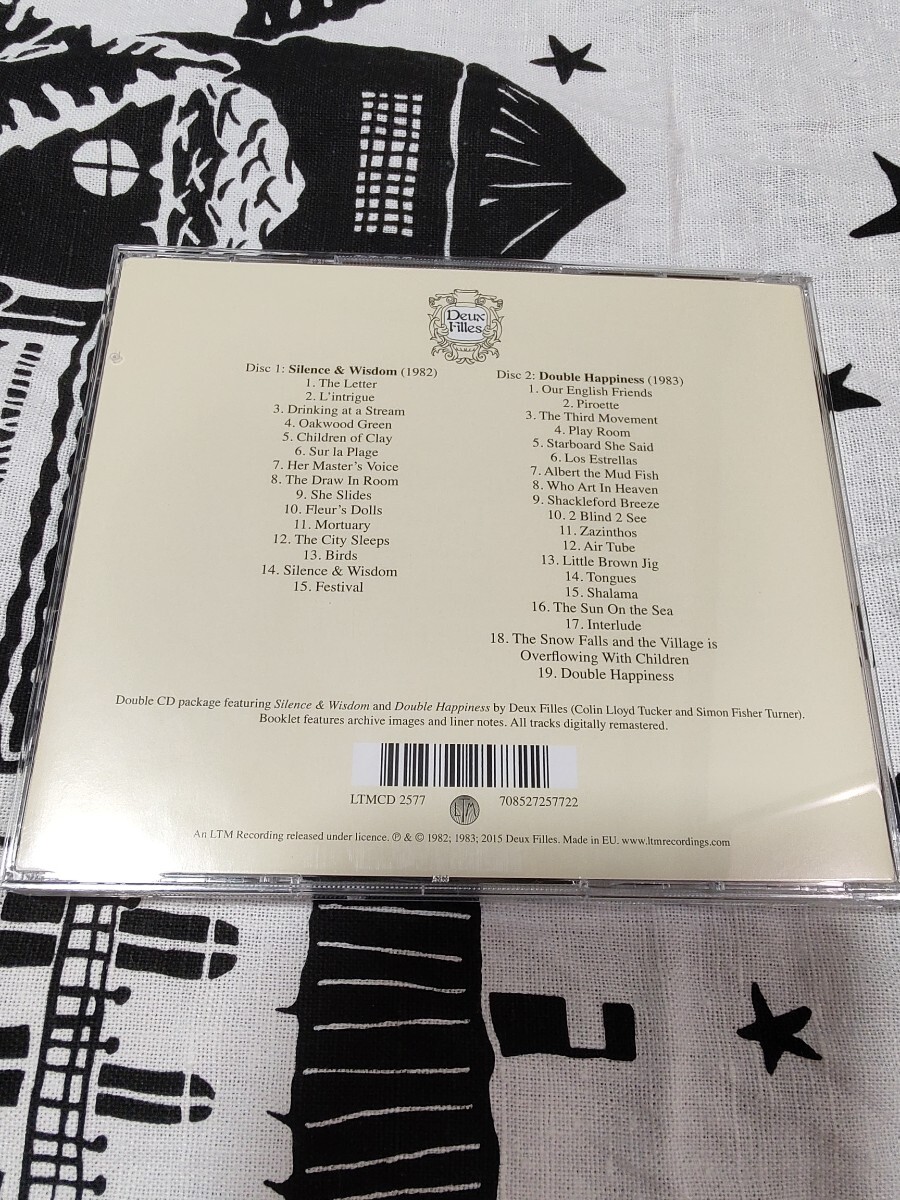 Deux
Filles
Disc 1: Silence & Wisdom (1982)
1. The Letter
2. L'intrigue
3. Drinking at a Stream
4. Oakwood Green
5. Children of Clay
6. Sur la Plage
7. Her Master's Voice
8. The Draw In Room
9. She Slides
10. Fleur's Dolls
11. Mortuary
12. The City Sleeps
13. Birds
14. Silence & Wisdom
15. Festival
Disc 2: Double Happiness (1983)
1. Our English Friends
2. Piroette
3. The Third Movement
4. Play Room
5. Starboard She Said
6. Los Estrellas
7. Albert the Mud Fish
8. Who Art In Heaven
9. Shackleford Breeze
10. 2 Blind 2 See
11. Zazinthos
12. Air Tube
13. Little Brown Jig
14. Tongues
15. Shalama
16. The Sun On the Sea
17. Interlude
18. The Snow Falls and the Village is
Overflowing With Children
19. Double Happiness
Double CD package featuring Silence & Wisdom and Double Happiness by Deux Filles (Colin Lloyd Tucker and Simon Fisher Turner).
Booklet features archive images and liner notes. All tracks digitally remastered.
LTMCD 2577
LTM
708527257722
An LTM Recording released under licence. ℗ & © 1982; 1983; 2015 Deux Filles. Made in EU. www.ltmrecordings.com